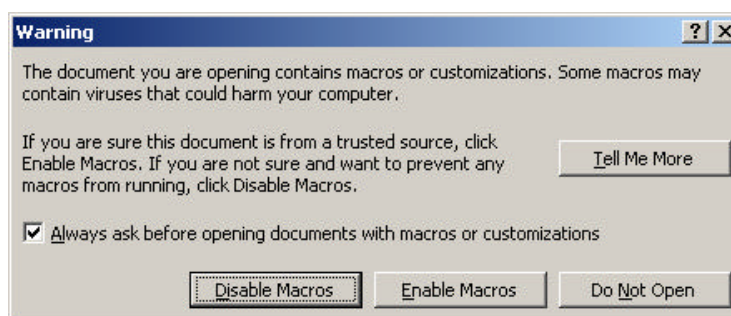 Warning
The document you are opening contains macros or customizations. Some macros may
contain viruses that could harm your computer.
If you are sure this document is from a trusted source, click
Enable Macros. If you are not sure and want to prevent any
macros from running, click Disable Macros.
Tell Me More
Always ask before opening documents with macros or customizations
Disable Macros Enable Macros Do Not Open